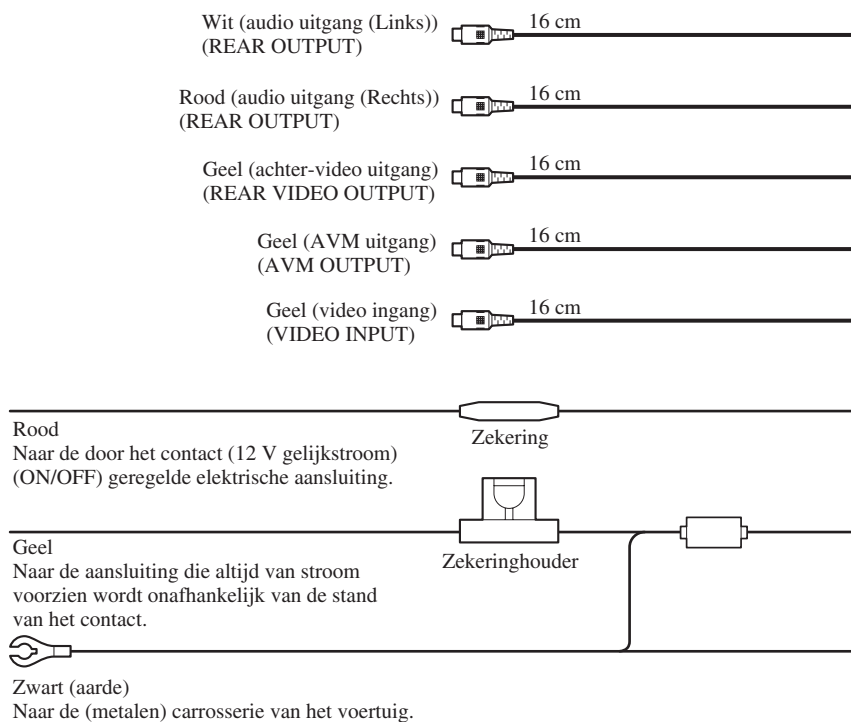 Wit (audio uitgang (Links))
(REAR OUTPUT)
16 cm
Rood (audio uitgang (Rechts))
(REAR OUTPUT)
16 cm
Geel (achter-video uitgang)
(REAR VIDEO OUTPUT)
16 cm
Geel (AVM uitgang)
(AVM OUTPUT)
16 cm
Geel (video ingang)
(VIDEO INPUT)
16 cm
Rood
Naar de door het contact (12 V gelijkstroom)
(ON/OFF) geregelde elektrische aansluiting.
Zekering
Geel
Naar de aansluiting die altijd van stroom
voorzien wordt onafhankelijk van de stand
van het contact.
Zekeringhouder
Zwart (aarde)
Naar de (metalen) carrosserie van het voertuig.